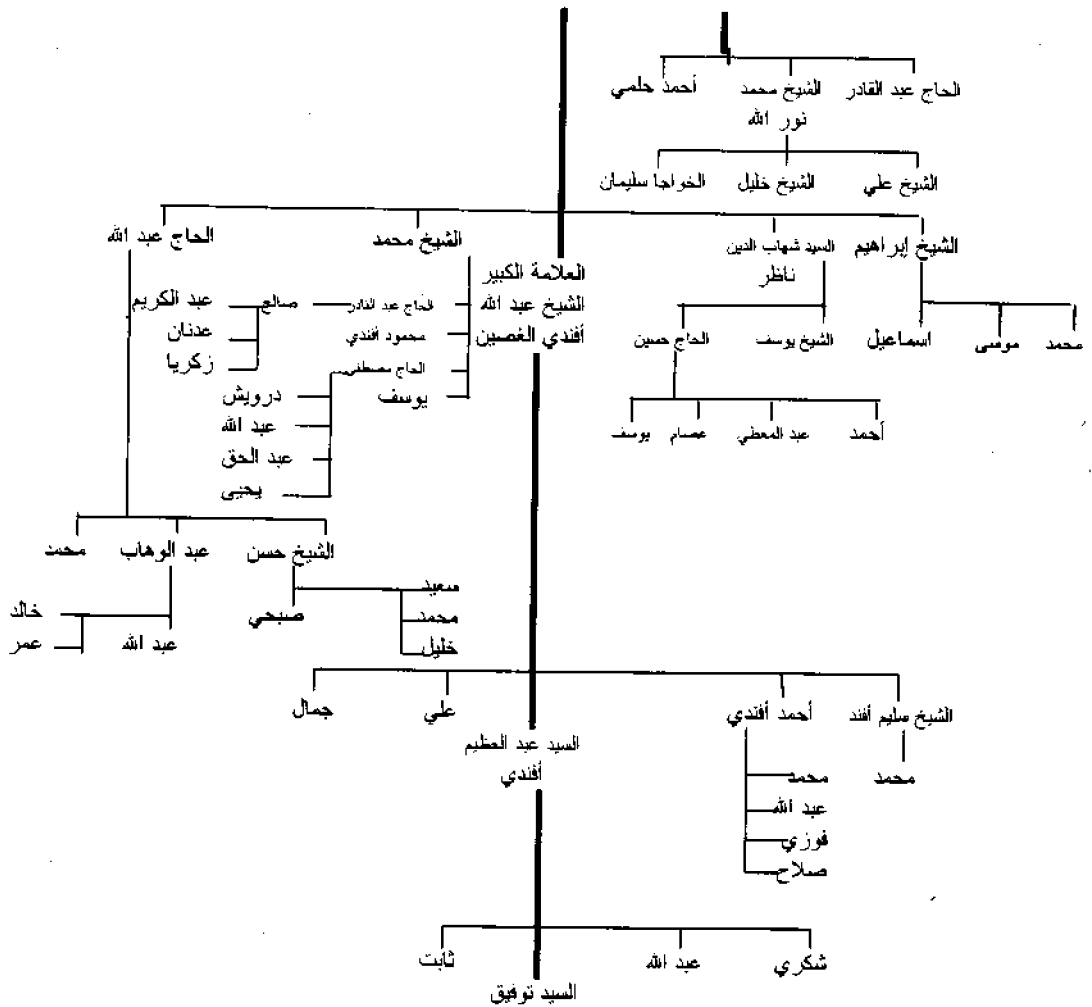 الحاج عبد القادر
الشيخ محمد
نور الله
أحمد حلمي
الشيخ علي
الشيخ خليل
الخواجا سليمان
الشيخ إبراهيم
السيد شهاب الدين
ناظر
الشيخ محمد
الحاج عبد الله
العلامة الكبير
الشيخ عبد الله
أفندي الغصين
محمد
موسى
اسماعيل
الشيخ يوسف
الحاج حسين
أحمد
عبد المعطي
عصام
يوسف
الحاج عبد القادر
محمود أفندي
الحاج مصطفى
يوسف
صالح
عبد الكريم
عدنان
زكريا
درويش
عبد الله
عبد الحق
يحيى
الشيخ حسن
عبد الوهاب
محمد
سعيد
محمد
خليل
صبحي
عبد الله
خالد
عمر
الشيخ سليم أفند
أحمد أفندي
السيد عبد العظيم
أفندي
علي
جمال
محمد
محمد
عبد الله
فوزي
صلاح
شكري
عبد الله
السيد توفيق
ثابت